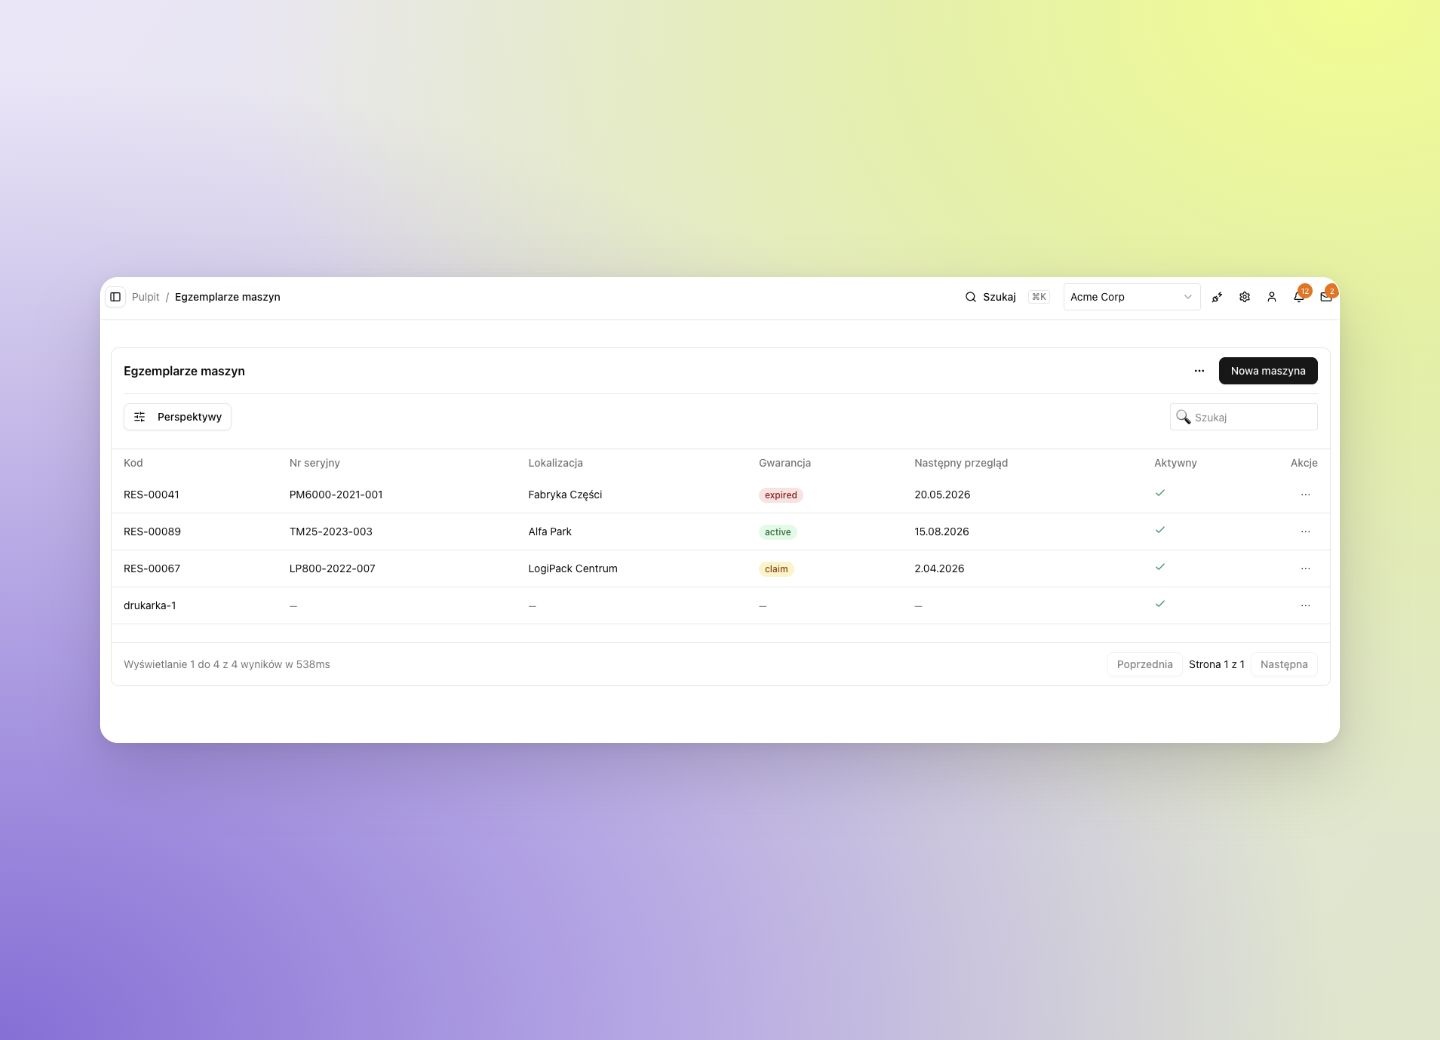 Pulpit / Egzemplarze maszyn Szukaj ⌘K Acme Corp 12 2
Egzemplarze maszyn ... Nowa maszyna
Perspektywy Szukaj
Kod Nr seryjny Lokalizacja Gwarancja Następny przegląd Aktywny Akcje
RES-00041 PM6000-2021-001 Fabryka Części expired 20.05.2026 ✓ ...
RES-00089 TM25-2023-003 Alfa Park active 15.08.2026 ✓ ...
RES-00067 LP800-2022-007 LogiPack Centrum claim 2.04.2026 ✓ ...
drukarka-1 — — — — ✓ ...
Wyświetlanie 1 do 4 z 4 wyników w 538ms Poprzednia Strona 1 z 1 Następna